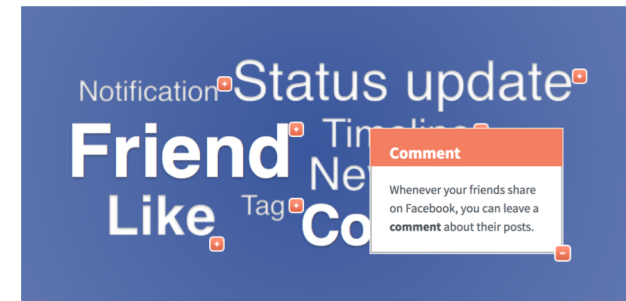 Notification
Status update
Friend
Timeline
Like
Tag
Comment
Whenever your friends share
on Facebook, you can leave a
comment about their posts.